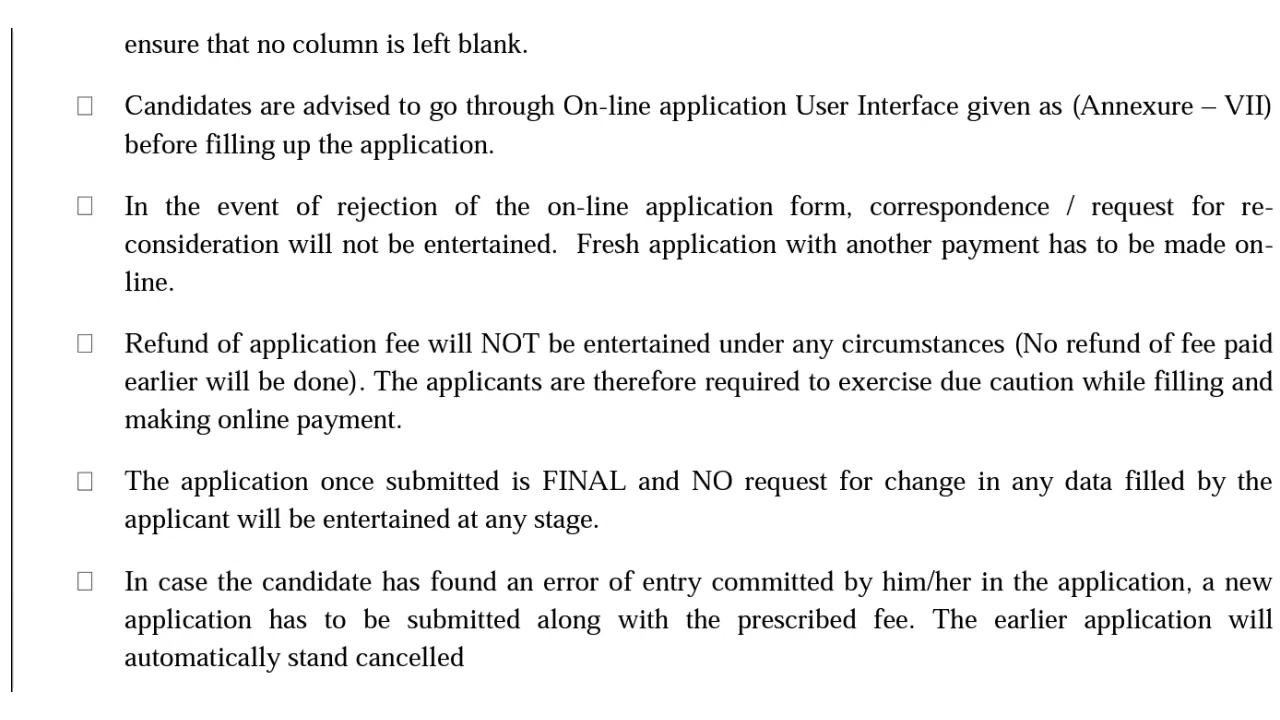 ensure that no column is left blank.
□ Candidates are advised to go through On-line application User Interface given as (Annexure – VII)
before filling up the application.
□ In the event of rejection of the on-line application form, correspondence / request for re-
consideration will not be entertained.  Fresh application with another payment has to be made on-
line.
□ Refund of application fee will NOT be entertained under any circumstances (No refund of fee paid
earlier will be done). The applicants are therefore required to exercise due caution while filling and
making online payment.
□ The application once submitted is FINAL and NO request for change in any data filled by the
applicant will be entertained at any stage.
□ In case the candidate has found an error of entry committed by him/her in the application, a new
application has to be submitted along with the prescribed fee. The earlier application will
automatically stand cancelled